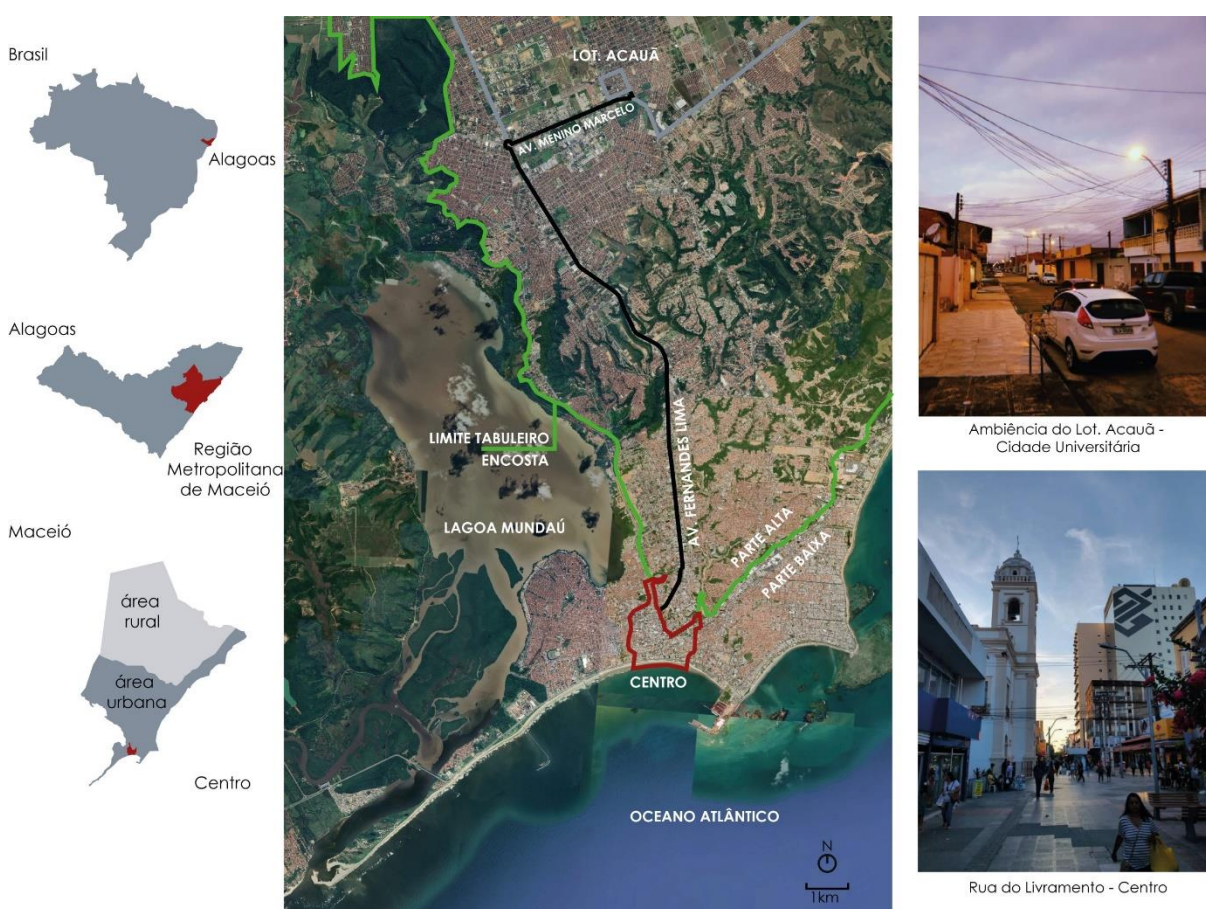 Brasil
Alagoas
Alagoas
Região
Metropolitana
de Maceió
Maceió
área
rural
área
urbana
Centro
LOT. ACAUÃ
AV. MENINO MARCELO
AV. FERNANDES LIMA
LIMITE TABULEIRO
ENCOSTA
LAGOA MUNDAÚ
PARTE ALTA
PARTE BAIXA
CENTRO
OCEANO ATLÂNTICO
N
1km
Ambiência do Lot. Acauã -
Cidade Universitária
Rua do Livramento - Centro